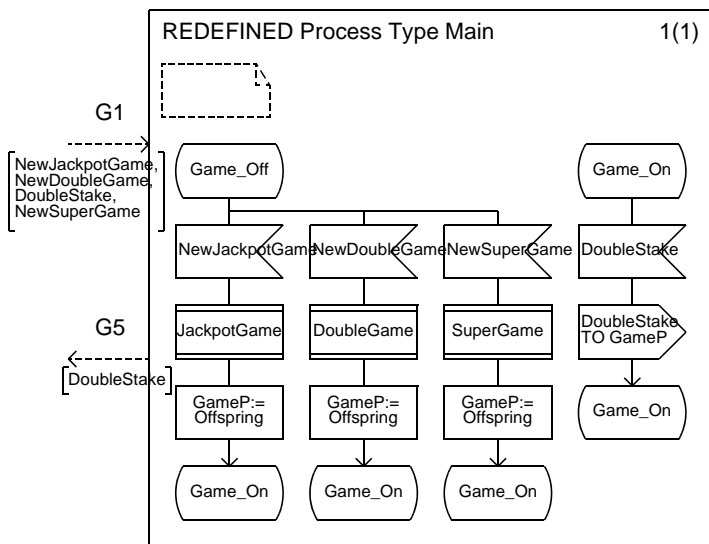 REDEFINED Process Type Main 1(1)
G1
[NewJackpotGame,
NewDoubleGame,
DoubleStake,
NewSuperGame]
Game_Off
Game_On
NewJackpotGame
NewDoubleGame
NewSuperGame
DoubleStake
G5
[DoubleStake]
JackpotGame
DoubleGame
SuperGame
DoubleStake
TO GameP
GameP:=
Offspring
GameP:=
Offspring
GameP:=
Offspring
Game_On
Game_On
Game_On
Game_On